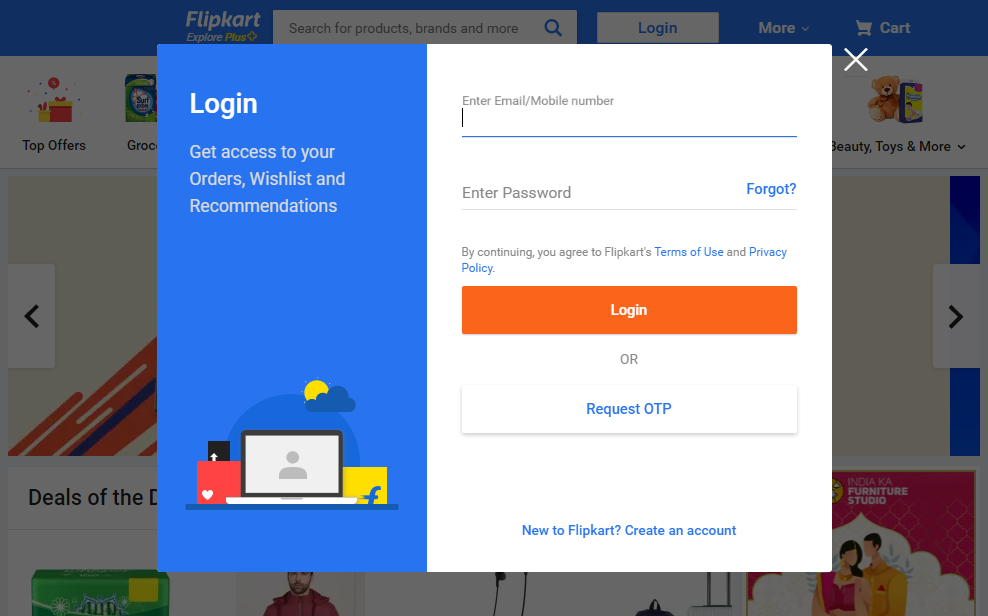 Flipkart
Explore Plus
Search for products, brands and more
Login
More
Cart
Top Offers
Beauty, Toys & More
Login
Get access to your
Orders, Wishlist and
Recommendations
Enter Email/Mobile number
Enter Password
Forgot?
By continuing, you agree to Flipkart's Terms of Use and Privacy
Policy.
Login
OR
Request OTP
New to Flipkart? Create an account
Deals of the D
INDIA KA
FURNITURE
STUDIO